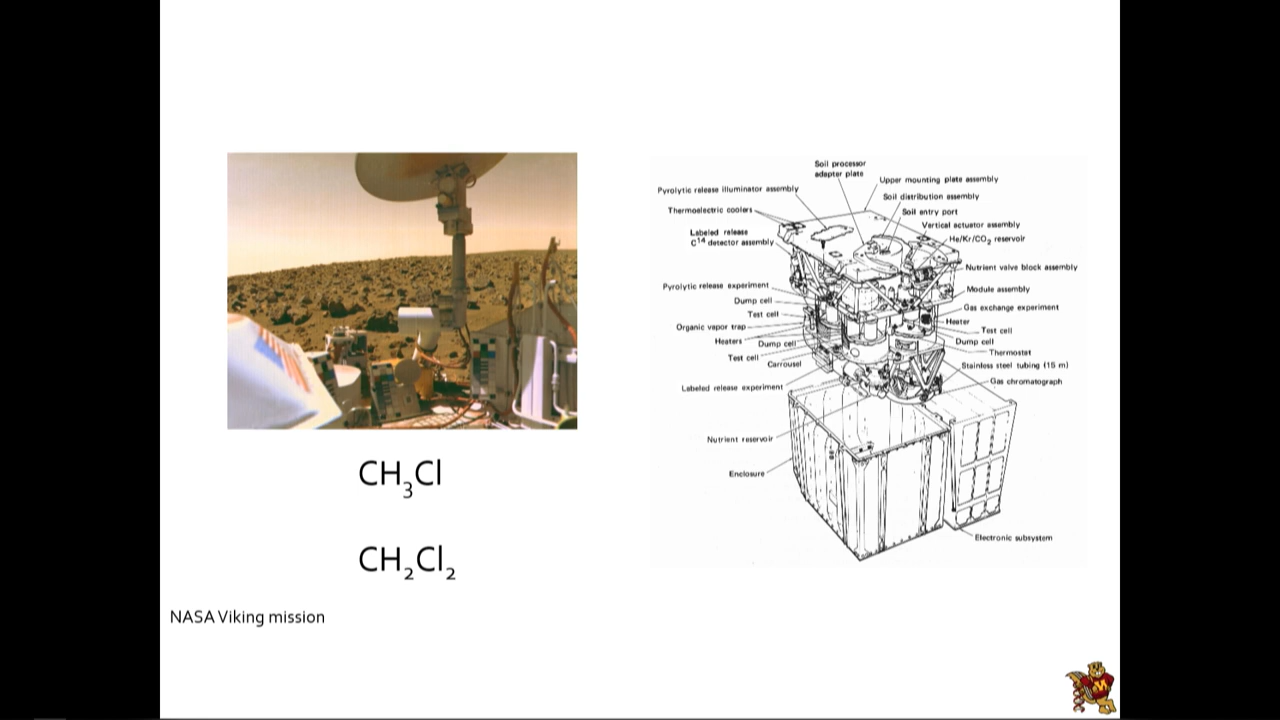 Soil processor
adapter plate
Upper mounting plate assembly
Pyrolytic release illuminator assembly
Soil distribution assembly
Thermoelectric coolers
Soil entry port
Vertical actuator assembly
Labeled release
C¹⁴ detector assembly
He/Kr/CO₂ reservoir
Nutrient valve block assembly
Pyrolytic release experiment
Module assembly
Dump cell
Gas exchange experiment
Test cell
Heater
Organic vapor trap
Test cell
Heaters
Dump cell
Dump cell
Thermostat
Test cell
Carrousel
Stainless steel tubing (15 m)
Gas chromatograph
Labeled release experiment
Nutrient reservoir
Enclosure
Electronic subsystem
CH₃Cl
CH₂Cl₂
NASA Viking mission
M